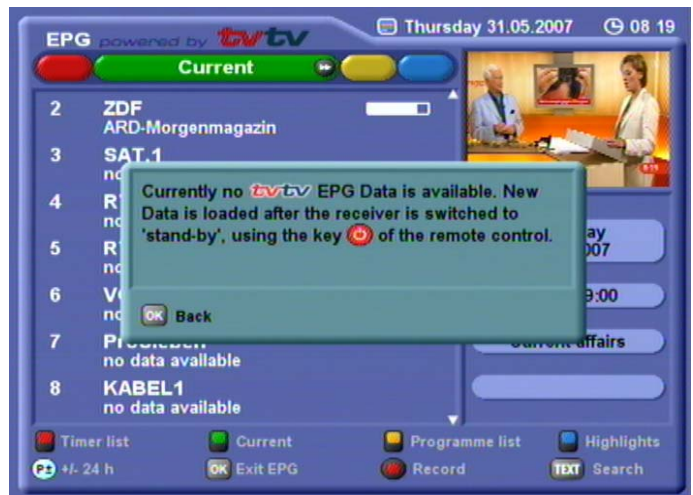 EPG powered by tvtv
Thursday 31.05.2007 08 19
Current
2 ZDF
ARD-Morgenmagazin
3 SAT.1
4
5
6
7
no data available
8 KABEL1
no data available
Currently no tvtv EPG Data is available. New
Data is loaded after the receiver is switched to
'stand-by', using the key of the remote control.
OK Back
8:19
Current affairs
Timer list Current Programme list Highlights
P± +/- 24 h OK Exit EPG Record TEXT Search